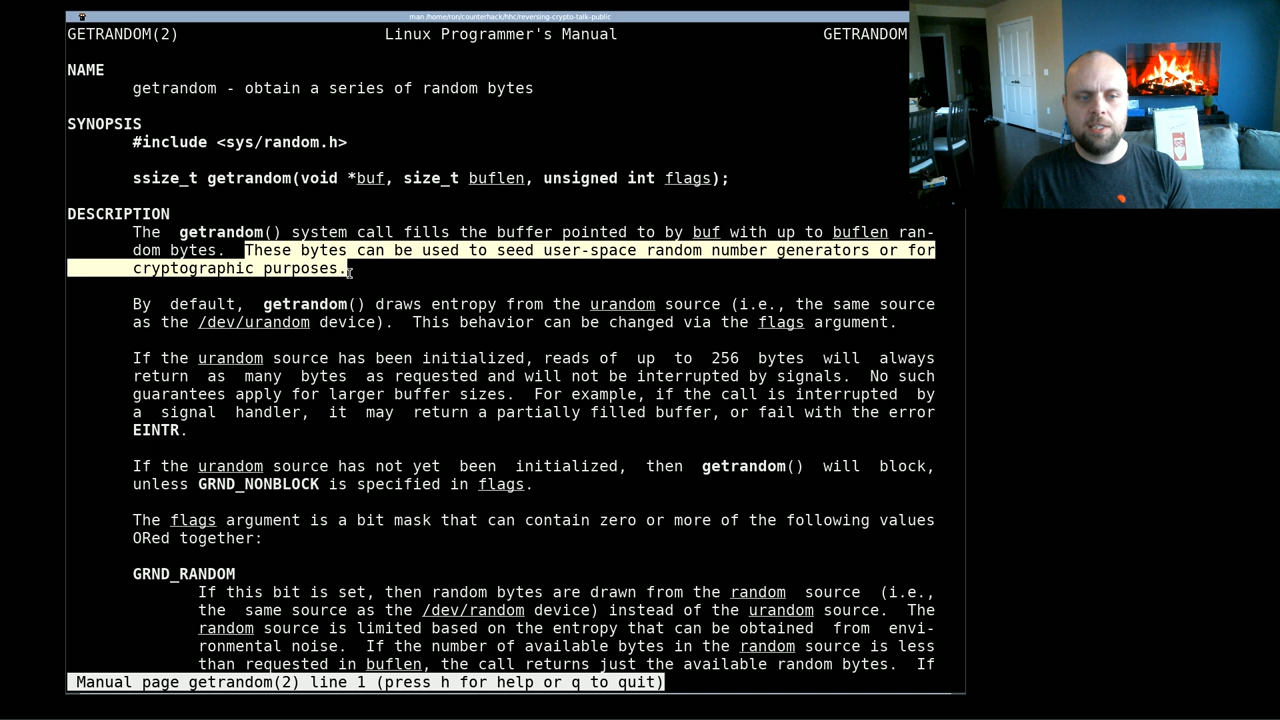 man /home/ron/counterhack/hhc/reversing-crypto-talk-public
GETRANDOM(2) Linux Programmer's Manual GETRANDOM
NAME
getrandom - obtain a series of random bytes
SYNOPSIS
#include <sys/random.h>
ssize_t getrandom(void *buf, size_t buflen, unsigned int flags);
DESCRIPTION
The getrandom() system call fills the buffer pointed to by buf with up to buflen ran-
dom bytes. These bytes can be used to seed user-space random number generators or for
cryptographic purposes.
By default, getrandom() draws entropy from the urandom source (i.e., the same source
as the /dev/urandom device). This behavior can be changed via the flags argument.
If the urandom source has been initialized, reads of up to 256 bytes will always
return as many bytes as requested and will not be interrupted by signals. No such
guarantees apply for larger buffer sizes. For example, if the call is interrupted by
a signal handler, it may return a partially filled buffer, or fail with the error
EINTR.
If the urandom source has not yet been initialized, then getrandom() will block,
unless GRND_NONBLOCK is specified in flags.
The flags argument is a bit mask that can contain zero or more of the following values
ORed together:
GRND_RANDOM
If this bit is set, then random bytes are drawn from the random source (i.e.,
the same source as the /dev/random device) instead of the urandom source. The
random source is limited based on the entropy that can be obtained from envi-
ronmental noise. If the number of available bytes in the random source is less
than requested in buflen, the call returns just the available random bytes. If
Manual page getrandom(2) line 1 (press h for help or q to quit)